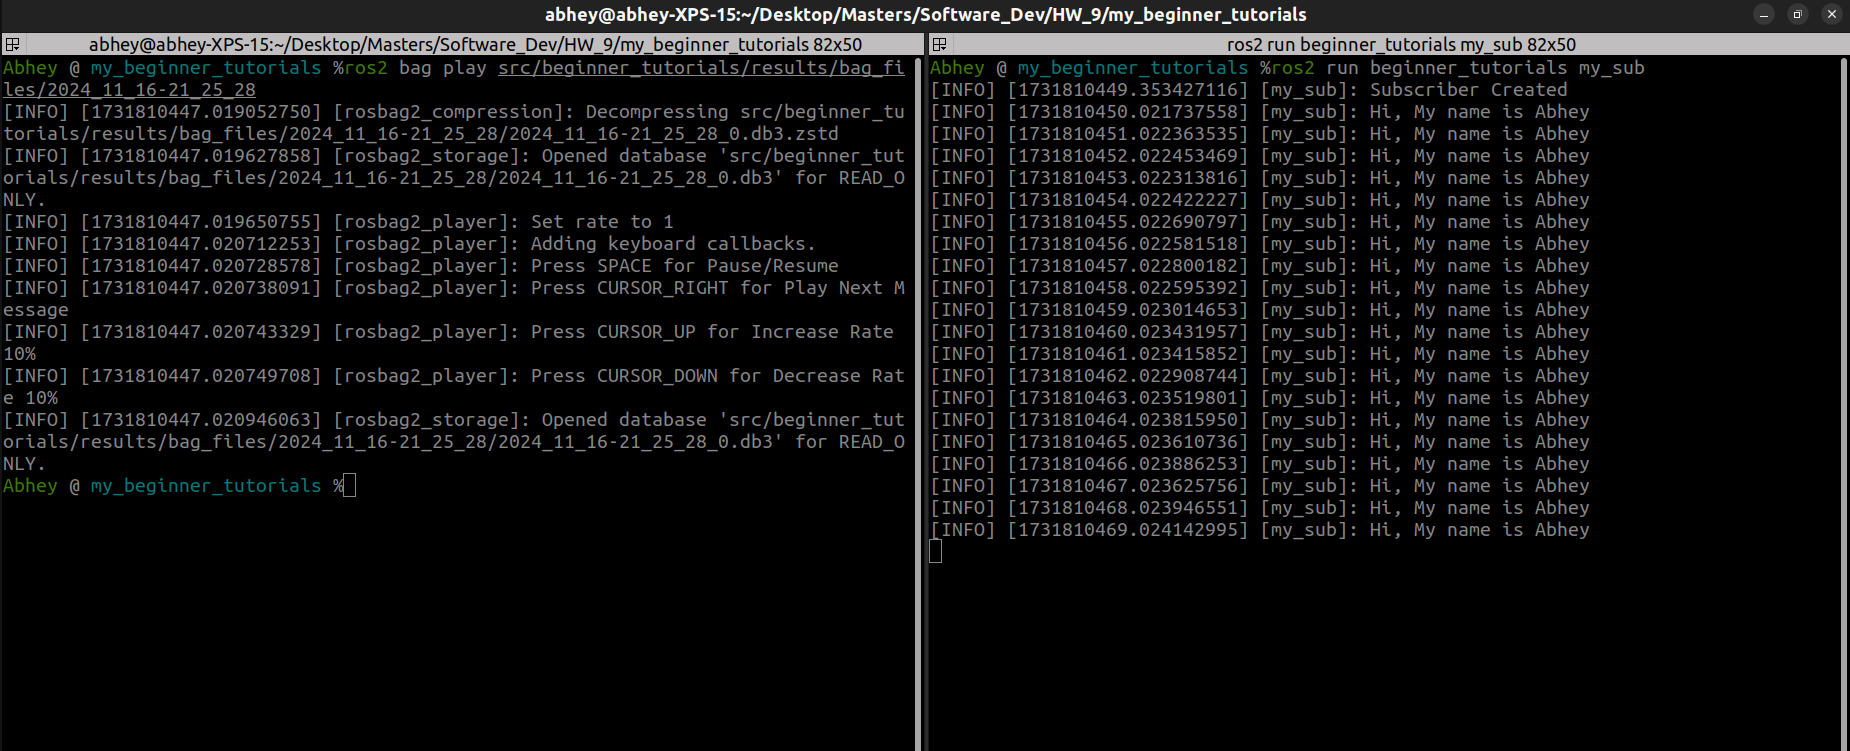 abhey@abhey-XPS-15:~/Desktop/Masters/Software_Dev/HW_9/my_beginner_tutorials
abhey@abhey-XPS-15:~/Desktop/Masters/Software_Dev/HW_9/my_beginner_tutorials 82x50
Abhey @ my_beginner_tutorials %ros2 bag play src/beginner_tutorials/results/bag_fi
les/2024_11_16-21_25_28
[INFO] [1731810447.019052750] [rosbag2_compression]: Decompressing src/beginner_tu
torials/results/bag_files/2024_11_16-21_25_28/2024_11_16-21_25_28_0.db3.zstd
[INFO] [1731810447.019627858] [rosbag2_storage]: Opened database 'src/beginner_tut
orials/results/bag_files/2024_11_16-21_25_28/2024_11_16-21_25_28_0.db3' for READ_O
NLY.
[INFO] [1731810447.019650755] [rosbag2_player]: Set rate to 1
[INFO] [1731810447.020712253] [rosbag2_player]: Adding keyboard callbacks.
[INFO] [1731810447.020728578] [rosbag2_player]: Press SPACE for Pause/Resume
[INFO] [1731810447.020738091] [rosbag2_player]: Press CURSOR_RIGHT for Play Next M
essage
[INFO] [1731810447.020743329] [rosbag2_player]: Press CURSOR_UP for Increase Rate
10%
[INFO] [1731810447.020749708] [rosbag2_player]: Press CURSOR_DOWN for Decrease Rat
e 10%
[INFO] [1731810447.020946063] [rosbag2_storage]: Opened database 'src/beginner_tut
orials/results/bag_files/2024_11_16-21_25_28/2024_11_16-21_25_28_0.db3' for READ_O
NLY.
Abhey @ my_beginner_tutorials %
ros2 run beginner_tutorials my_sub 82x50
Abhey @ my_beginner_tutorials %ros2 run beginner_tutorials my_sub
[INFO] [1731810449.353427116] [my_sub]: Subscriber Created
[INFO] [1731810450.021737558] [my_sub]: Hi, My name is Abhey
[INFO] [1731810451.022363535] [my_sub]: Hi, My name is Abhey
[INFO] [1731810452.022453469] [my_sub]: Hi, My name is Abhey
[INFO] [1731810453.022313816] [my_sub]: Hi, My name is Abhey
[INFO] [1731810454.022422227] [my_sub]: Hi, My name is Abhey
[INFO] [1731810455.022690797] [my_sub]: Hi, My name is Abhey
[INFO] [1731810456.022581518] [my_sub]: Hi, My name is Abhey
[INFO] [1731810457.022800182] [my_sub]: Hi, My name is Abhey
[INFO] [1731810458.022595392] [my_sub]: Hi, My name is Abhey
[INFO] [1731810459.023014653] [my_sub]: Hi, My name is Abhey
[INFO] [1731810460.023431957] [my_sub]: Hi, My name is Abhey
[INFO] [1731810461.023415852] [my_sub]: Hi, My name is Abhey
[INFO] [1731810462.022908744] [my_sub]: Hi, My name is Abhey
[INFO] [1731810463.023519801] [my_sub]: Hi, My name is Abhey
[INFO] [1731810464.023815950] [my_sub]: Hi, My name is Abhey
[INFO] [1731810465.023610736] [my_sub]: Hi, My name is Abhey
[INFO] [1731810466.023886253] [my_sub]: Hi, My name is Abhey
[INFO] [1731810467.023625756] [my_sub]: Hi, My name is Abhey
[INFO] [1731810468.023946551] [my_sub]: Hi, My name is Abhey
[INFO] [1731810469.024142995] [my_sub]: Hi, My name is Abhey